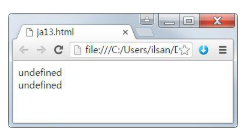 ja13.html
file:///C:/Users/ilsan/D
undefined
undefined